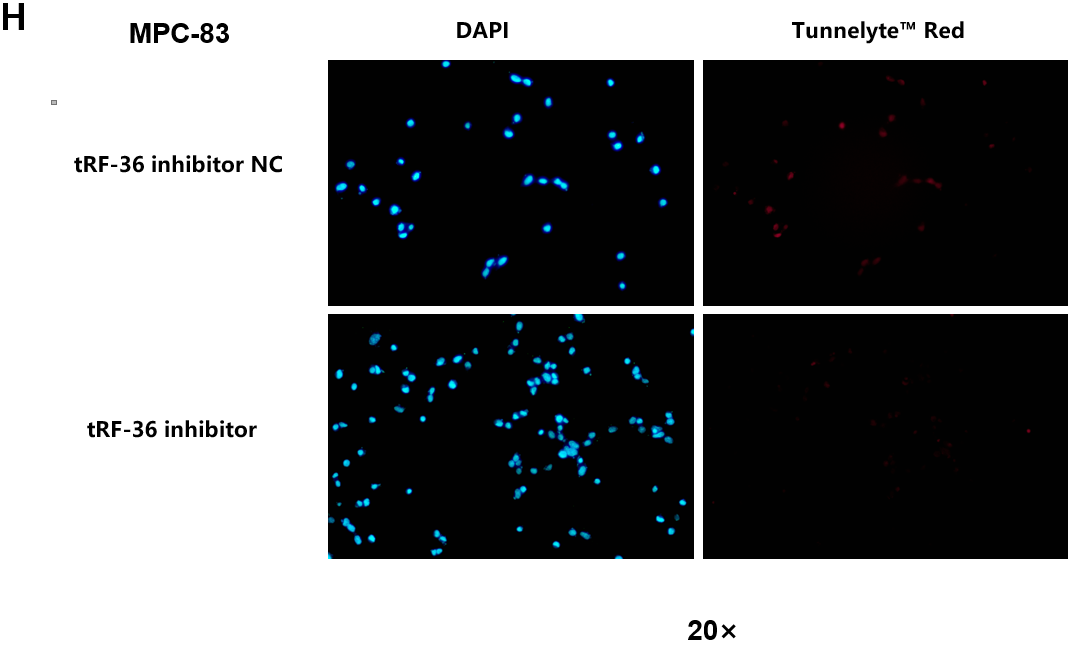 H
MPC-83
DAPI
Tunnelyte™ Red
tRF-36 inhibitor NC
tRF-36 inhibitor
20×